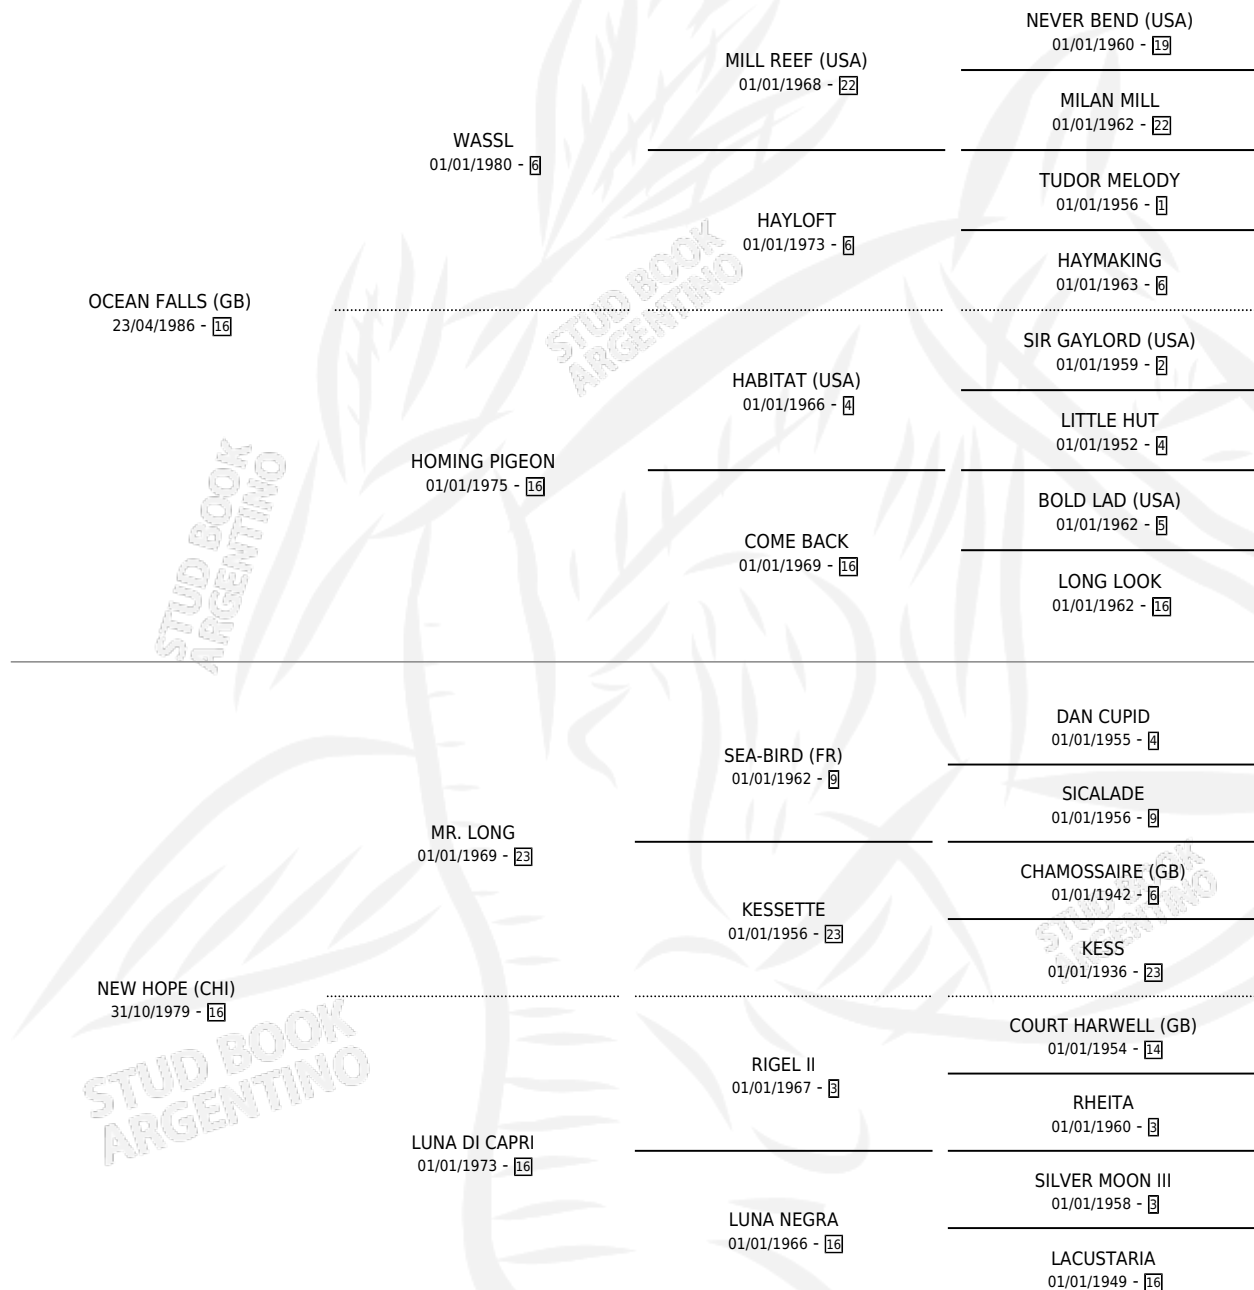 OCEAN FALLS (GB)
23/04/1986 - 16
WASSL
01/01/1980 - 6
MILL REEF (USA)
01/01/1968 - 22
NEVER BEND (USA)
01/01/1960 - 19
MILAN MILL
01/01/1962 - 22
HAYLOFT
01/01/1973 - 6
TUDOR MELODY
01/01/1956 - 1
HAYMAKING
01/01/1963 - 6
HOMING PIGEON
01/01/1975 - 16
HABITAT (USA)
01/01/1966 - 4
SIR GAYLORD (USA)
01/01/1959 - 2
LITTLE HUT
01/01/1952 - 4
COME BACK
01/01/1969 - 16
BOLD LAD (USA)
01/01/1962 - 5
LONG LOOK
01/01/1962 - 16
NEW HOPE (CHI)
31/10/1979 - 16
MR. LONG
01/01/1969 - 23
SEA-BIRD (FR)
01/01/1962 - 9
DAN CUPID
01/01/1955 - 4
SICALADE
01/01/1956 - 9
KESSETTE
01/01/1956 - 23
CHAMOSSAIRE (GB)
01/01/1942 - 6
KESS
01/01/1936 - 23
LUNA DI CAPRI
01/01/1973 - 16
RIGEL II
01/01/1967 - 3
COURT HARWELL (GB)
01/01/1954 - 14
RHEITA
01/01/1960 - 3
LUNA NEGRA
01/01/1966 - 16
SILVER MOON III
01/01/1958 - 3
LACUSTARIA
01/01/1949 - 16
STUD BOOK
ARGENTINO
STUD BOOK
ARGENTINO
STUD BOOK
ARGENTINO
STUD BOOK
ARGENTINO